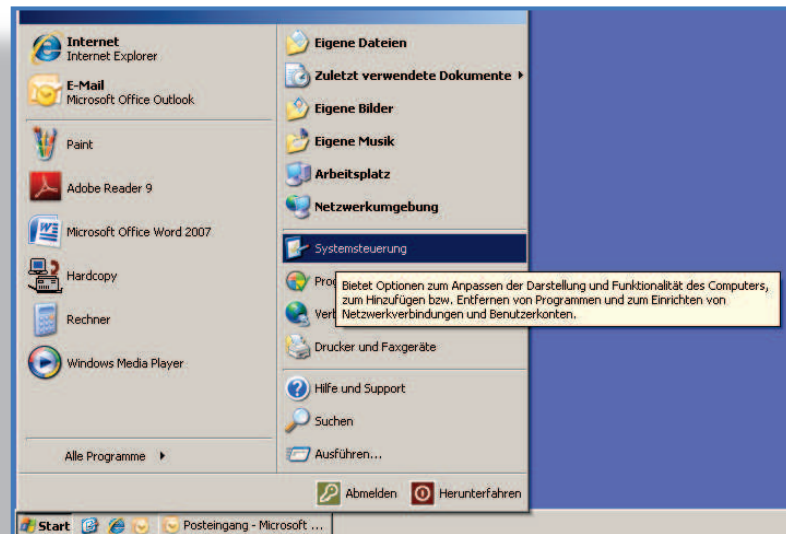 Internet
Internet Explorer
E-Mail
Microsoft Office Outlook
Paint
Adobe Reader 9
Microsoft Office Word 2007
Hardcopy
Rechner
Windows Media Player
Alle Programme
Eigene Dateien
Zuletzt verwendete Dokumente
Eigene Bilder
Eigene Musik
Arbeitsplatz
Netzwerkumgebung
Systemsteuerung
Bietet Optionen zum Anpassen der Darstellung und Funktionalität des Computers,
zum Hinzufügen bzw. Entfernen von Programmen und zum Einrichten von
Netzwerkverbindungen und Benutzerkonten.
Drucker und Faxgeräte
Hilfe und Support
Suchen
Ausführen...
Abmelden Herunterfahren
Start Posteingang - Microsoft ...